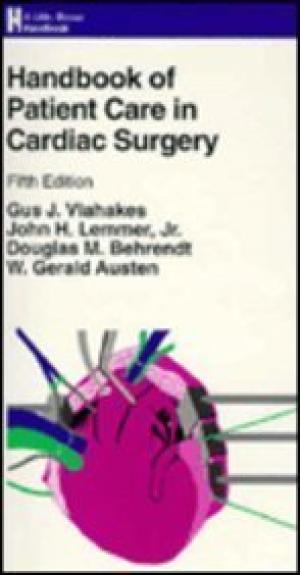 H A Little, Brown
Handbook
Handbook of
Patient Care in
Cardiac Surgery
Fifth Edition
Gus J. Vlahakes
John H. Lemmer, Jr.
Douglas M. Behrendt
W. Gerald Austen